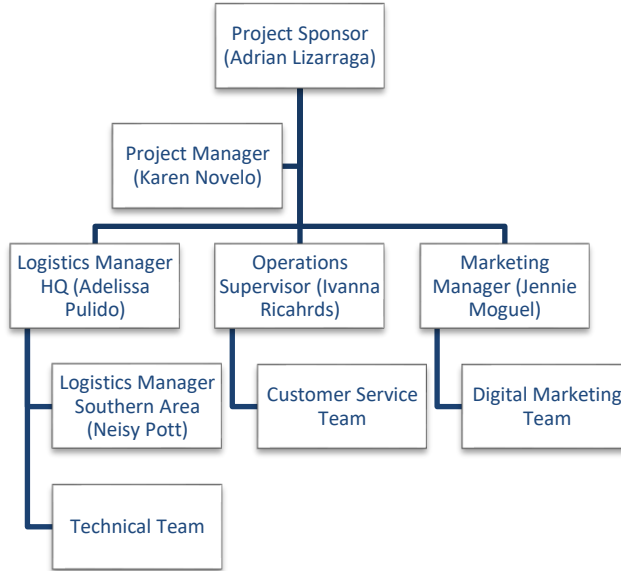 Project Sponsor
(Adrian Lizarraga)
Project Manager
(Karen Novelo)
Logistics Manager
HQ (Adelissa
Pulido)
Operations
Supervisor (Ivanna
Ricahrds)
Marketing
Manager (Jennie
Moguel)
Logistics Manager
Southern Area
(Neisy Pott)
Customer Service
Team
Digital Marketing
Team
Technical Team